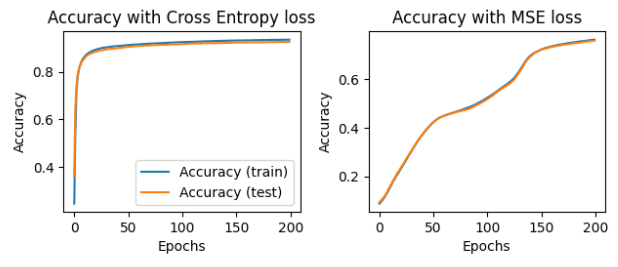 Accuracy with Cross Entropy loss
Accuracy
0.8
0.6
0.4
Accuracy (train)
Accuracy (test)
0 50 100 150 200
Epochs
Accuracy with MSE loss
Accuracy
0.6
0.4
0.2
0 50 100 150 200
Epochs